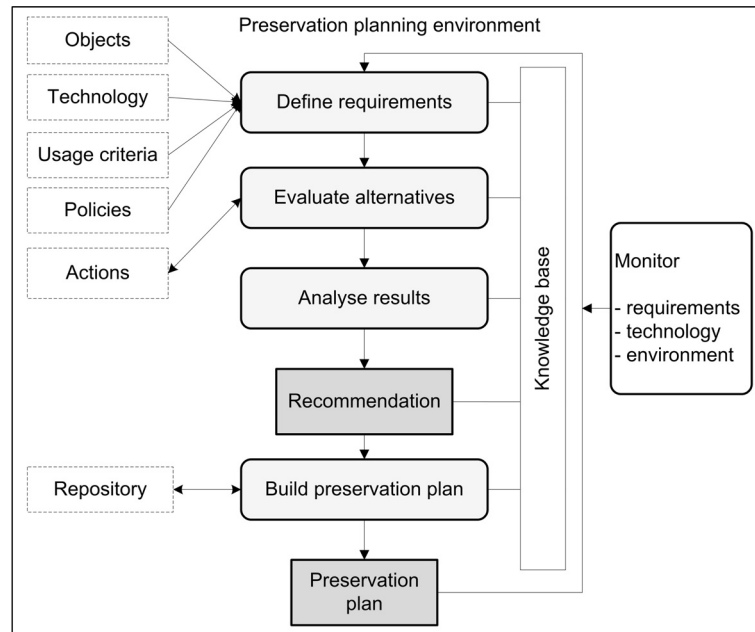 Preservation planning environment
Objects
Technology
Usage criteria
Policies
Actions
Repository
Define requirements
Evaluate alternatives
Analyse results
Recommendation
Build preservation plan
Preservation
plan
Knowledge base
Monitor
- requirements
- technology
- environment